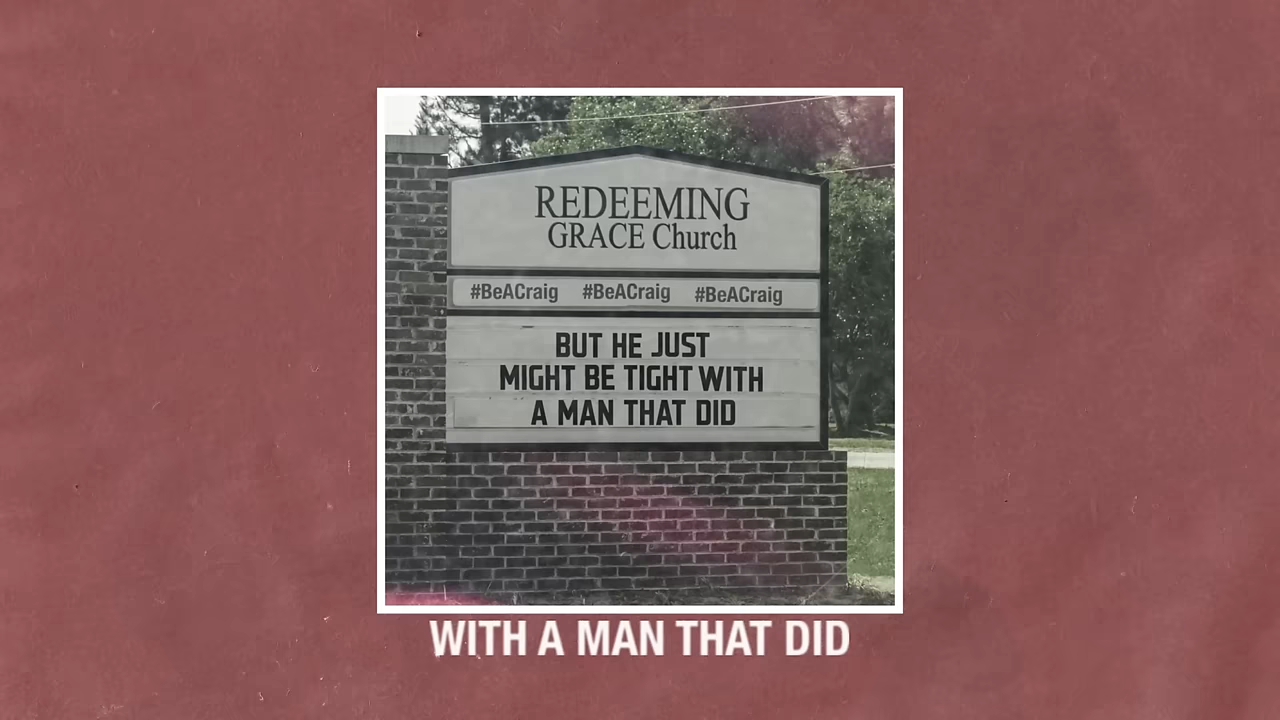 REDEEMING
GRACE Church
#BeACraig #BeACraig #BeACraig
BUT HE JUST
MIGHT BE TIGHT WITH
A MAN THAT DID
WITH A MAN THAT DID